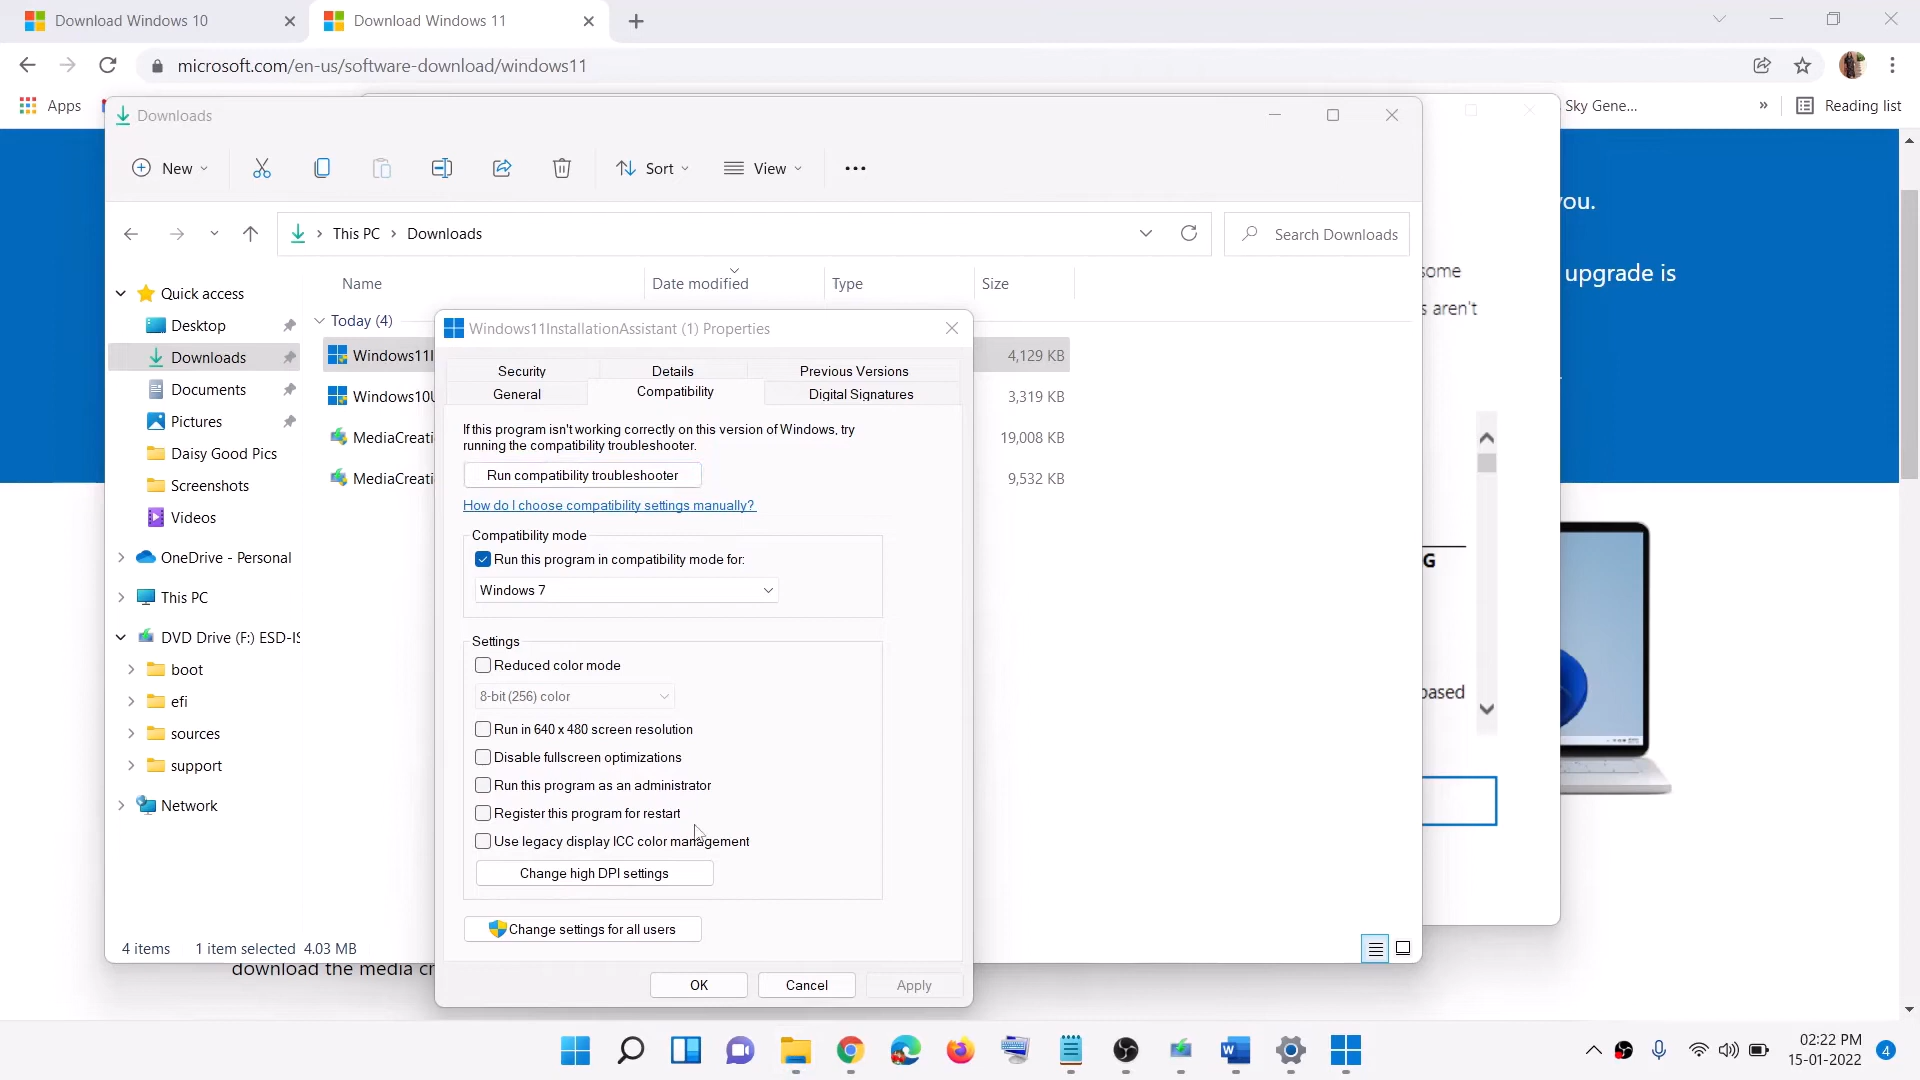 Download Windows 10
Download Windows 11
microsoft.com/en-us/software-download/windows11
Apps
Sky Gene...
»
Reading list
Downloads
New
Sort
View
This PC
Downloads
Search Downloads
Name
Date modified
Type
Size
Quick access
Desktop
Downloads
Documents
Pictures
Daisy Good Pics
Screenshots
Videos
OneDrive - Personal
This PC
DVD Drive (F:) ESD-IS
boot
efi
sources
support
Network
Today (4)
Windows11I
4,129 KB
Windows10U
3,319 KB
MediaCreati
19,008 KB
MediaCreati
9,532 KB
4 items
1 item selected 4.03 MB
Windows11InstallationAssistant (1) Properties
Security
Details
Previous Versions
General
Compatibility
Digital Signatures
If this program isn't working correctly on this version of Windows, try
running the compatibility troubleshooter.
Run compatibility troubleshooter
How do I choose compatibility settings manually?
Compatibility mode
Run this program in compatibility mode for:
Windows 7
Settings
Reduced color mode
8-bit (256) color
Run in 640 x 480 screen resolution
Disable fullscreen optimizations
Run this program as an administrator
Register this program for restart
Use legacy display ICC color management
Change high DPI settings
Change settings for all users
OK
Cancel
Apply
you.
upgrade is
some
s aren't
G
based
download the media cr
02:22 PM
15-01-2022
4